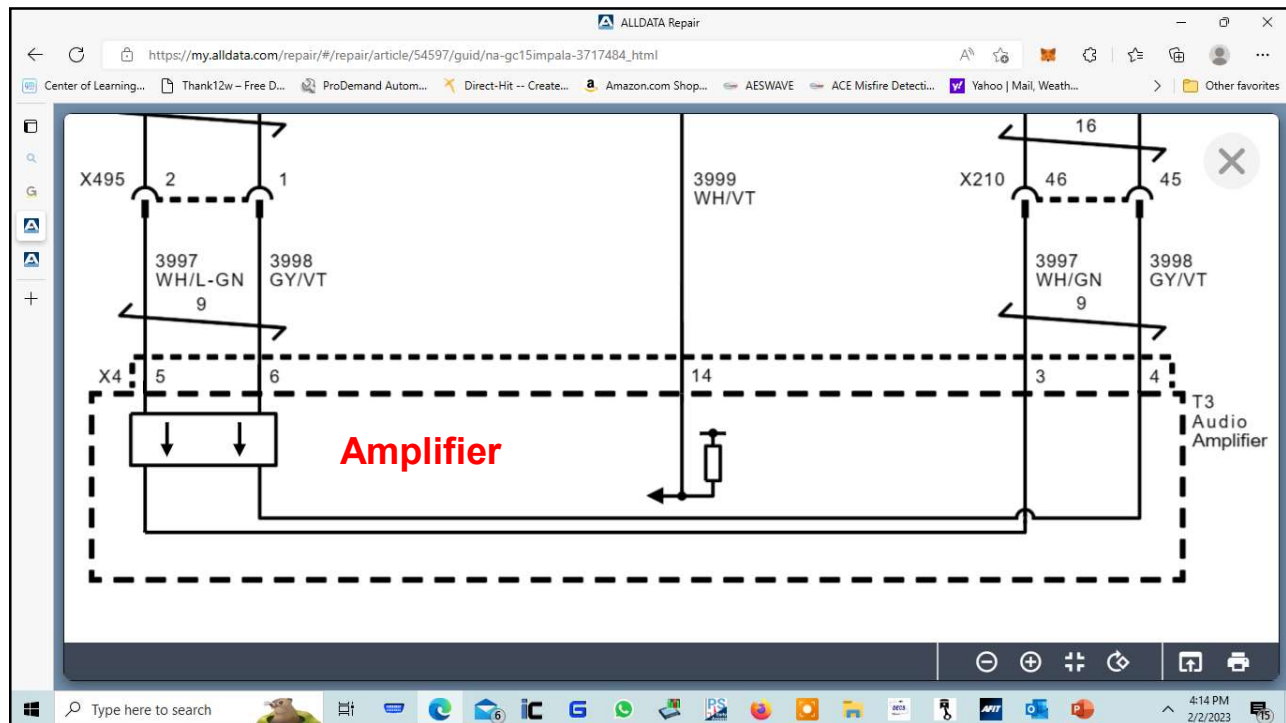 ALLDATA Repair
https://my.alldata.com/repair/#/repair/article/54597/guid/na-gc15impala-3717484_html
Center of Learning... Thank12w – Free D... ProDemand Autom... Direct-Hit -- Create... Amazon.com Shop... AESWAVE ACE Misfire Detecti... Yahoo | Mail, Weath... Other favorites
16
X495 2 1
3999
WH/VT
X210 46 45
3997
WH/L-GN
3998
GY/VT
9
3997
WH/GN
3998
GY/VT
9
X4 5 6 14 3 4
T3
Audio
Amplifier
Amplifier
Type here to search
4:14 PM
2/2/2023